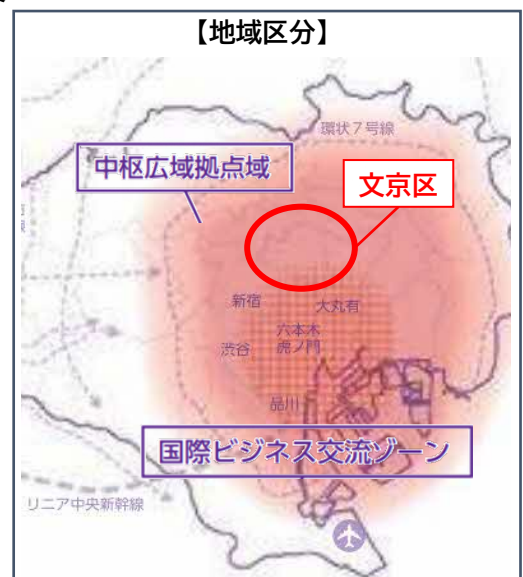 【地域区分】
環状7号線
中枢広域拠点域
文京区
新宿
大丸有
六本木
虎ノ門
渋谷
品川
国際ビジネス交流ゾーン
リニア中央新幹線